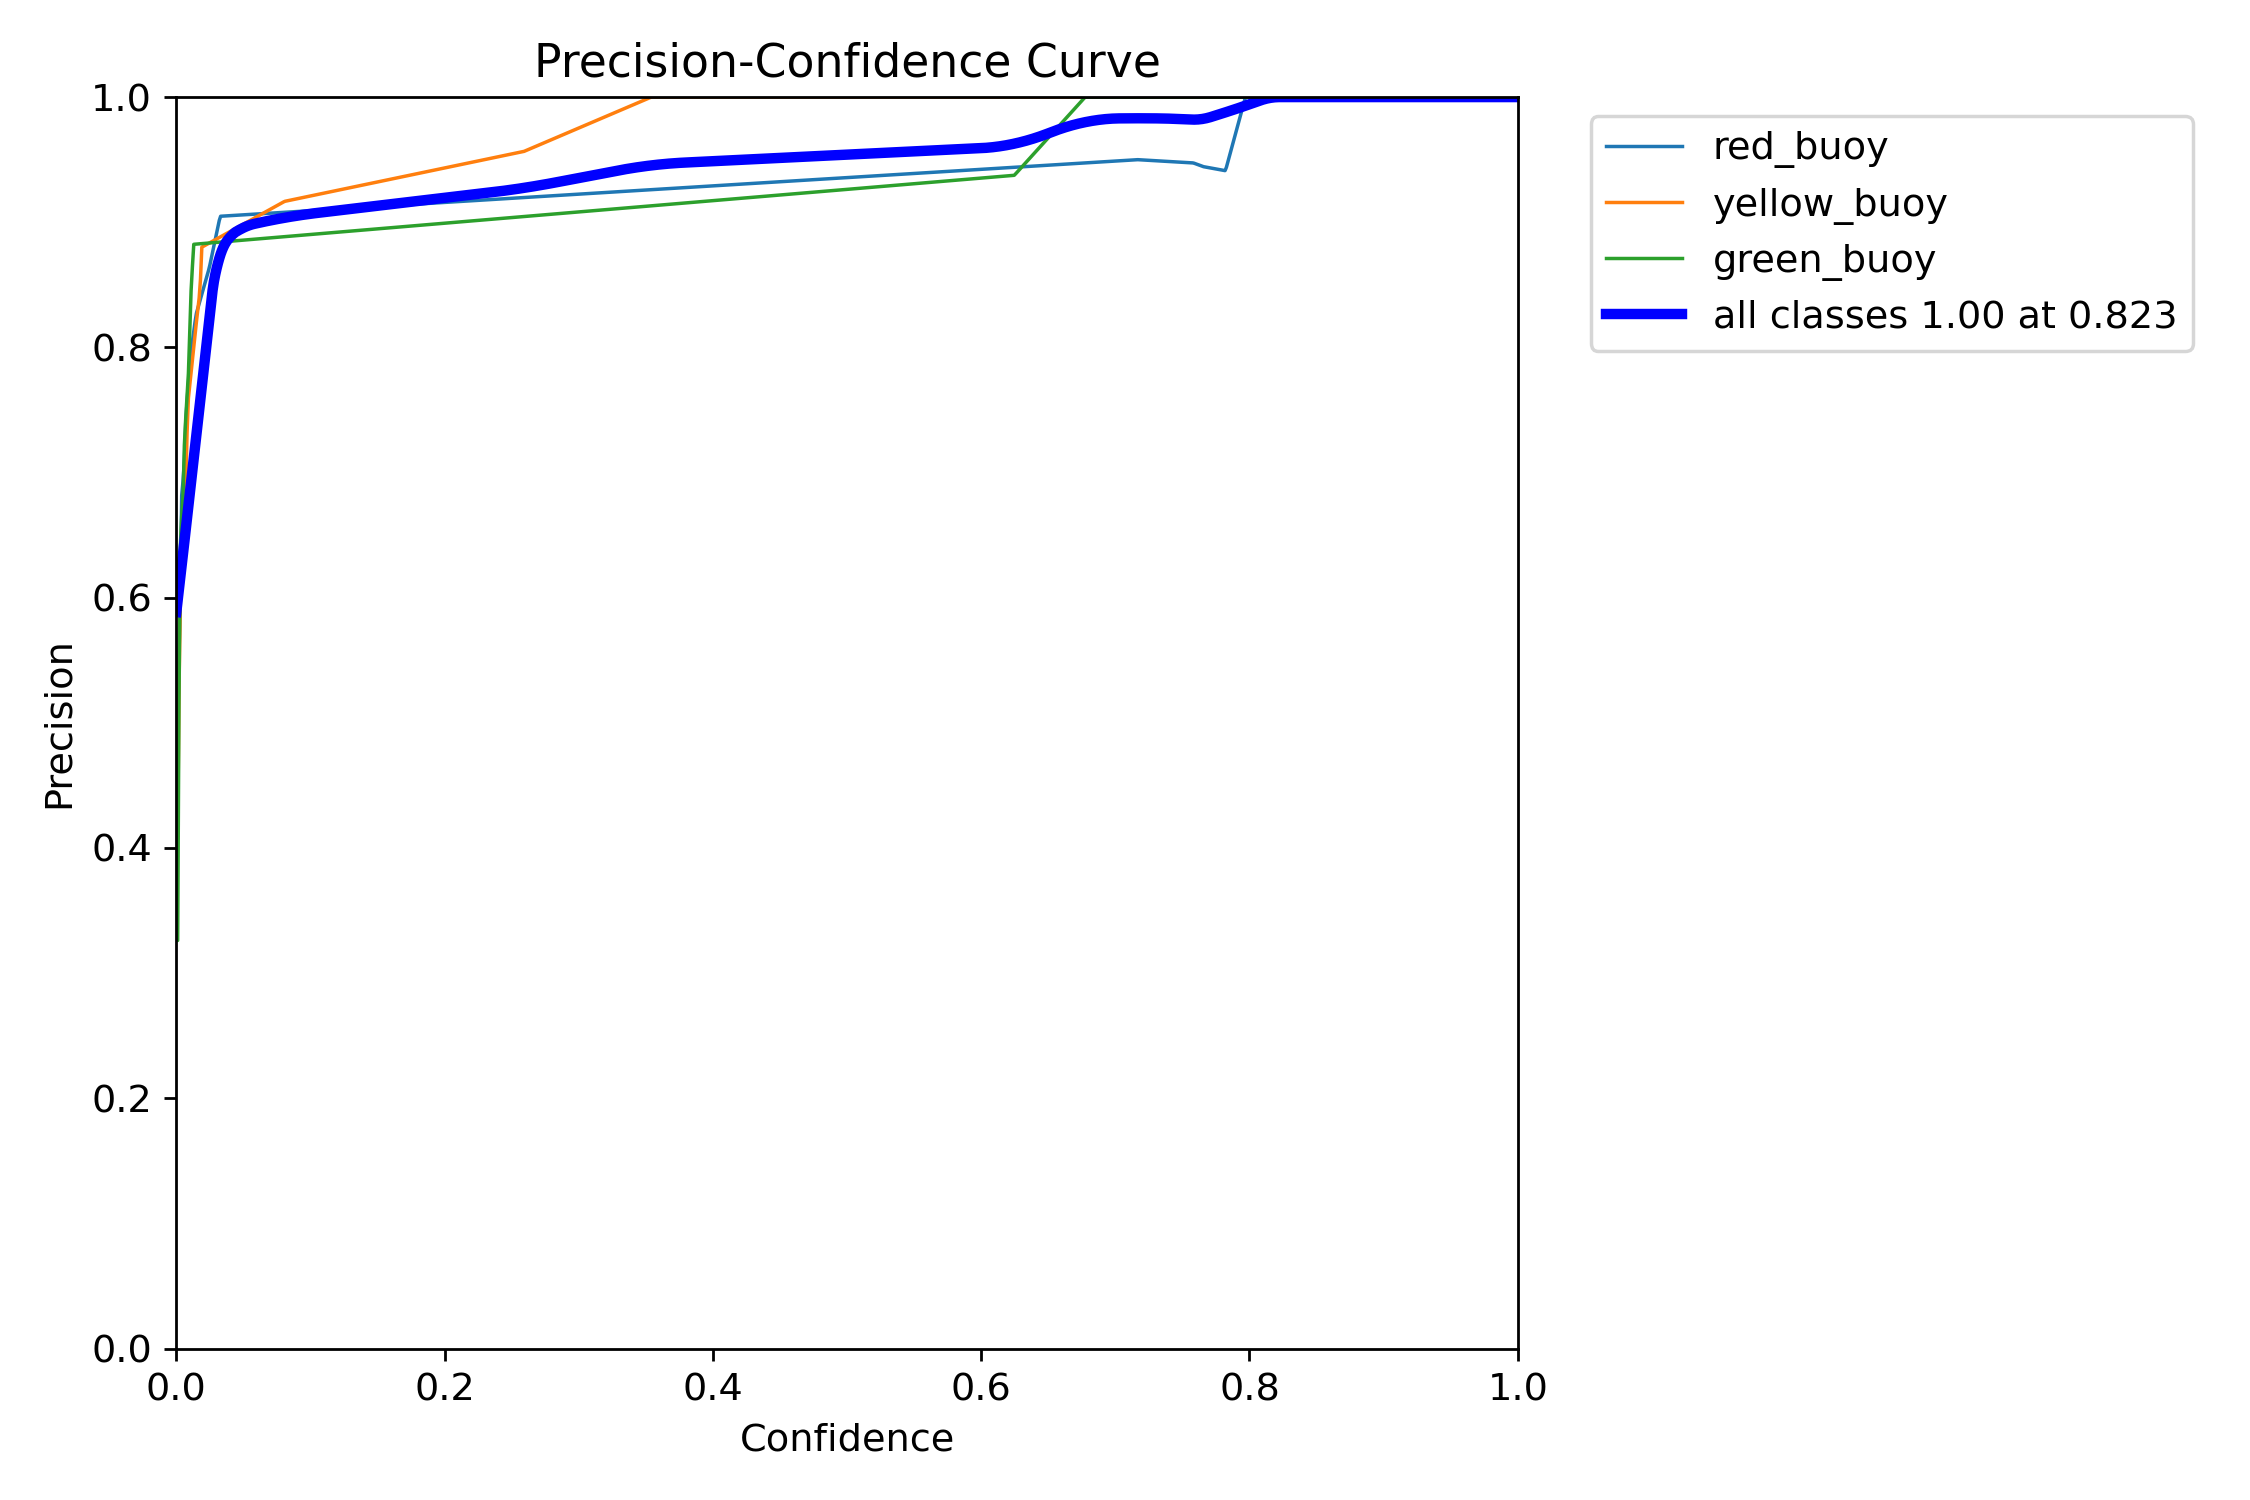 Precision-Confidence Curve
1.0
0.8
0.6
0.4
0.2
0.0
Precision
0.0 0.2 0.4 0.6 0.8 1.0
Confidence
red_buoy
yellow_buoy
green_buoy
all classes 1.00 at 0.823